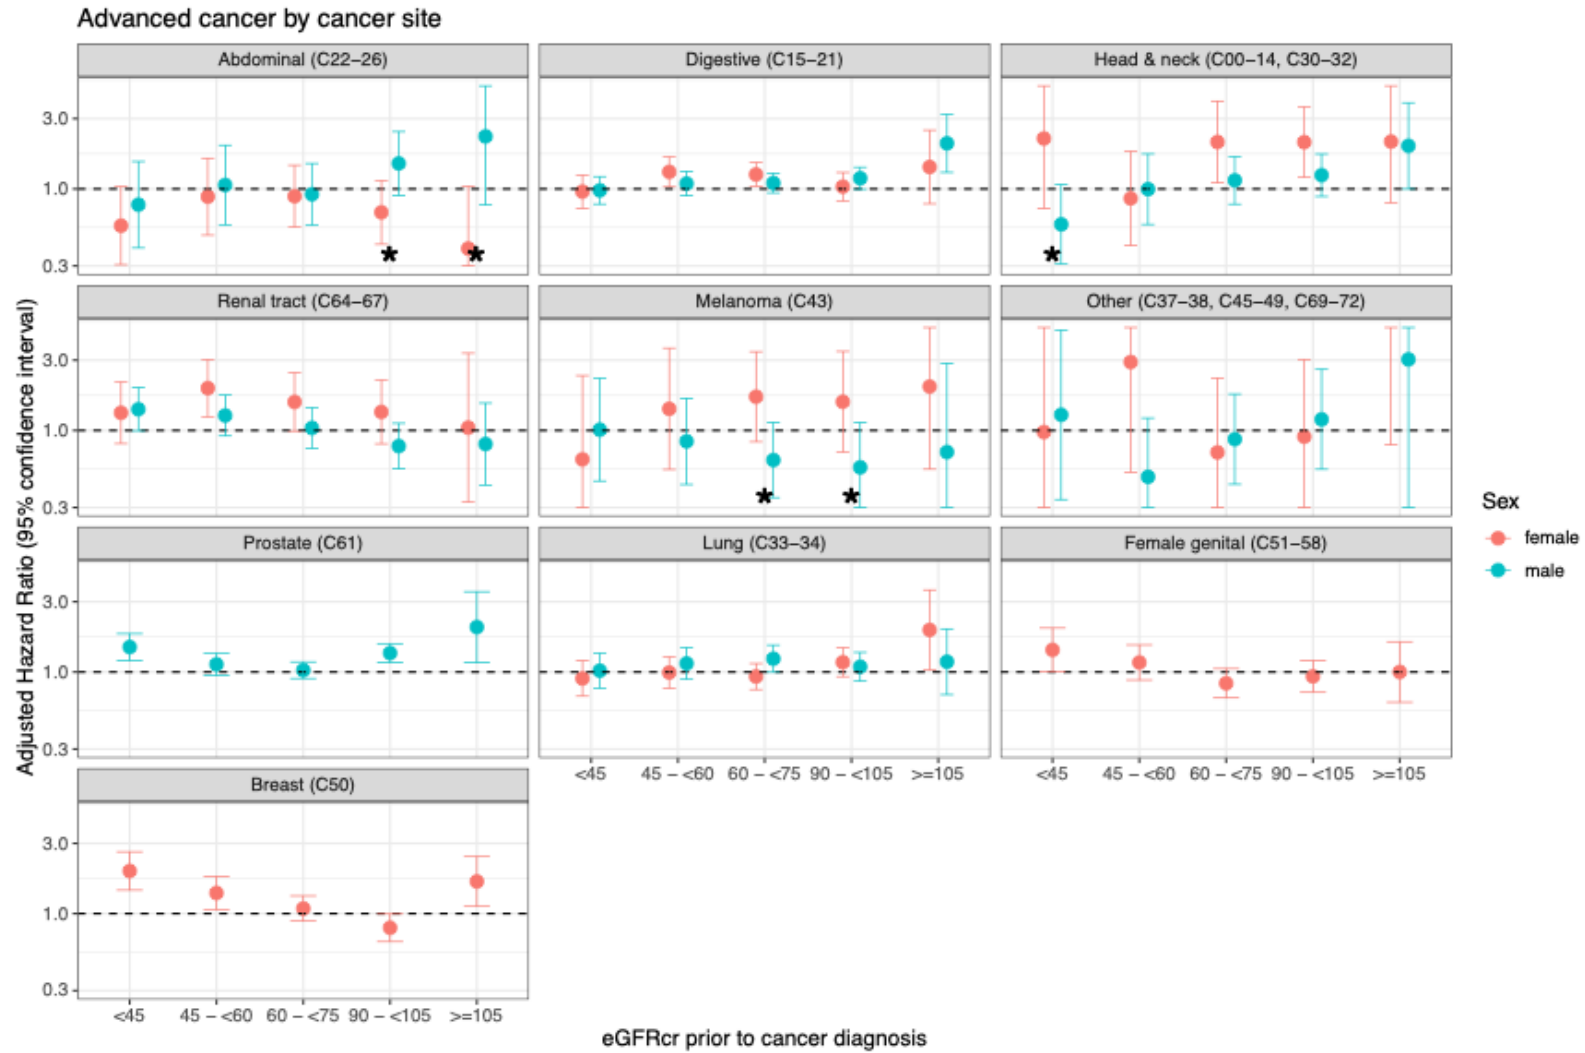 Advanced cancer by cancer site
Abdominal (C22−26)
Digestive (C15−21)
Head & neck (C00−14, C30−32)
3.0
1.0
0.3
Renal tract (C64−67)
Melanoma (C43)
Other (C37−38, C45−49, C69−72)
3.0
1.0
0.3
Prostate (C61)
Lung (C33−34)
Female genital (C51−58)
3.0
1.0
0.3
<45 45 − <60 60 − <75 90 − <105 >=105
<45 45 − <60 60 − <75 90 − <105 >=105
Breast (C50)
3.0
1.0
0.3
<45 45 − <60 60 − <75 90 − <105 >=105
eGFRcr prior to cancer diagnosis
Adjusted Hazard Ratio (95% confidence interval)
Sex
female
male